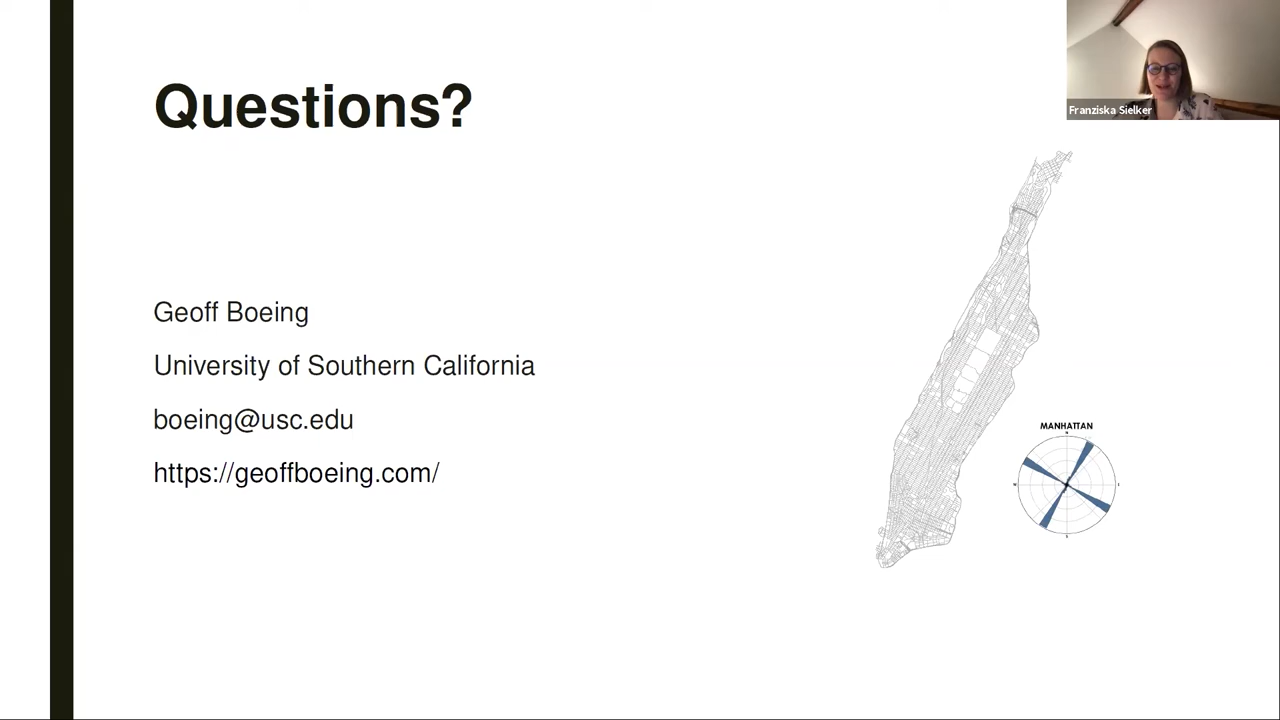 Questions?
Franziska Sielker
Geoff Boeing
University of Southern California
boeing@usc.edu
https://geoffboeing.com/
MANHATTAN
N
W
S